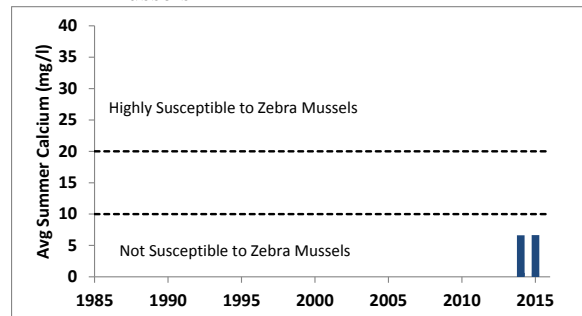 40
35
30
25
20
15
10
5
0
Avg Summer Calcium (mg/l)
Highly Susceptible to Zebra Mussels
Not Susceptible to Zebra Mussels
1985 1990 1995 2000 2005 2010 2015